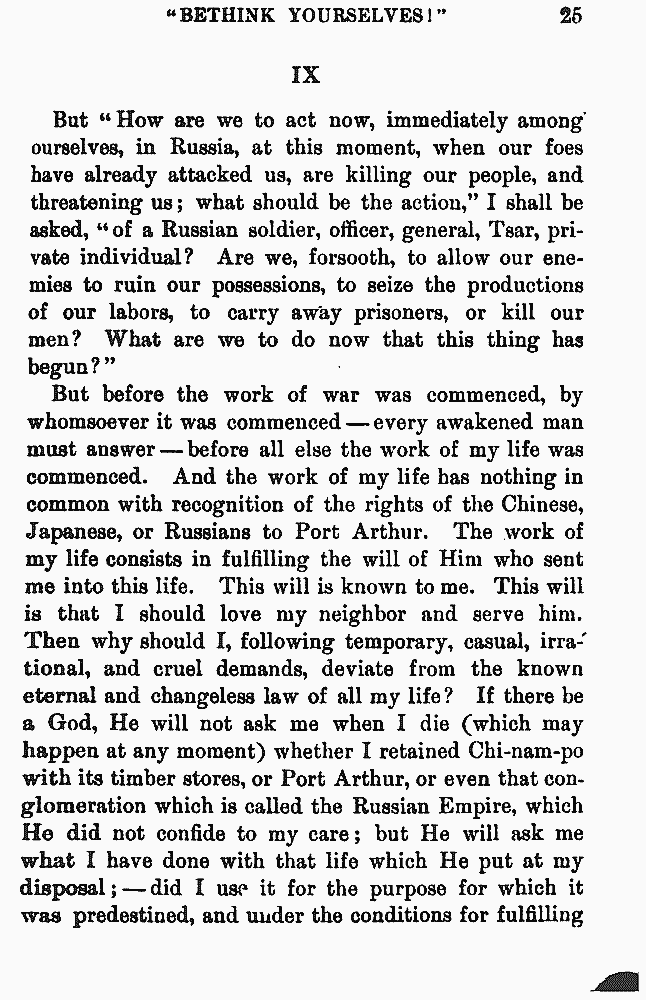 “BETHINK YOURSELVES!” 25
IX
But “How are we to act now, immediately among
ourselves, in Russia, at this moment, when our foes
have already attacked us, are killing our people, and
threatening us; what should be the action,” I shall be
asked, “of a Russian soldier, officer, general, Tsar, pri-
vate individual? Are we, forsooth, to allow our ene-
mies to ruin our possessions, to seize the productions
of our labors, to carry away prisoners, or kill our
men? What are we to do now that this thing has
begun?”
But before the work of war was commenced, by
whomsoever it was commenced — every awakened man
must answer — before all else the work of my life was
commenced. And the work of my life has nothing in
common with recognition of the rights of the Chinese,
Japanese, or Russians to Port Arthur. The work of
my life consists in fulfilling the will of Him who sent
me into this life. This will is known to me. This will
is that I should love my neighbor and serve him.
Then why should I, following temporary, casual, irra-
tional, and cruel demands, deviate from the known
eternal and changeless law of all my life? If there be
a God, He will not ask me when I die (which may
happen at any moment) whether I retained Chi-nam-po
with its timber stores, or Port Arthur, or even that con-
glomeration which is called the Russian Empire, which
He did not confide to my care; but He will ask me
what I have done with that life which He put at my
disposal; — did I use it for the purpose for which it
was predestined, and under the conditions for fulfilling